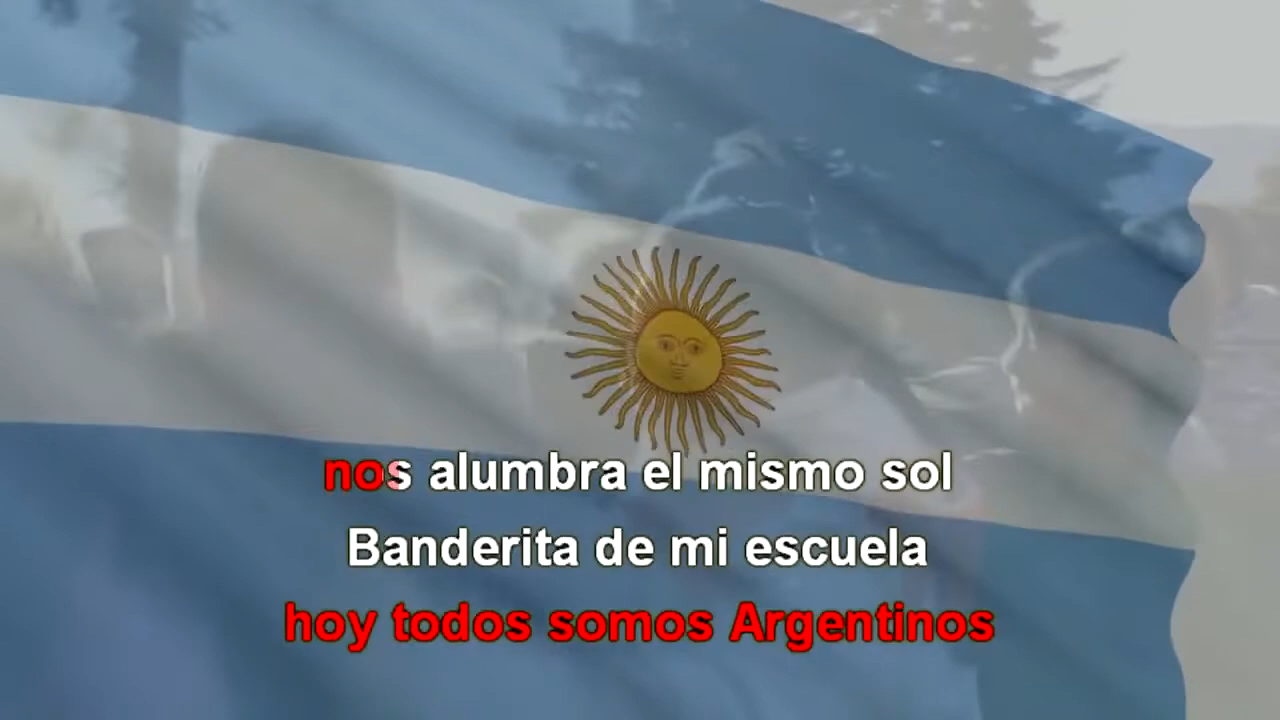 nos alumbra el mismo sol
Banderita de mi escuela
hoy todos somos Argentinos